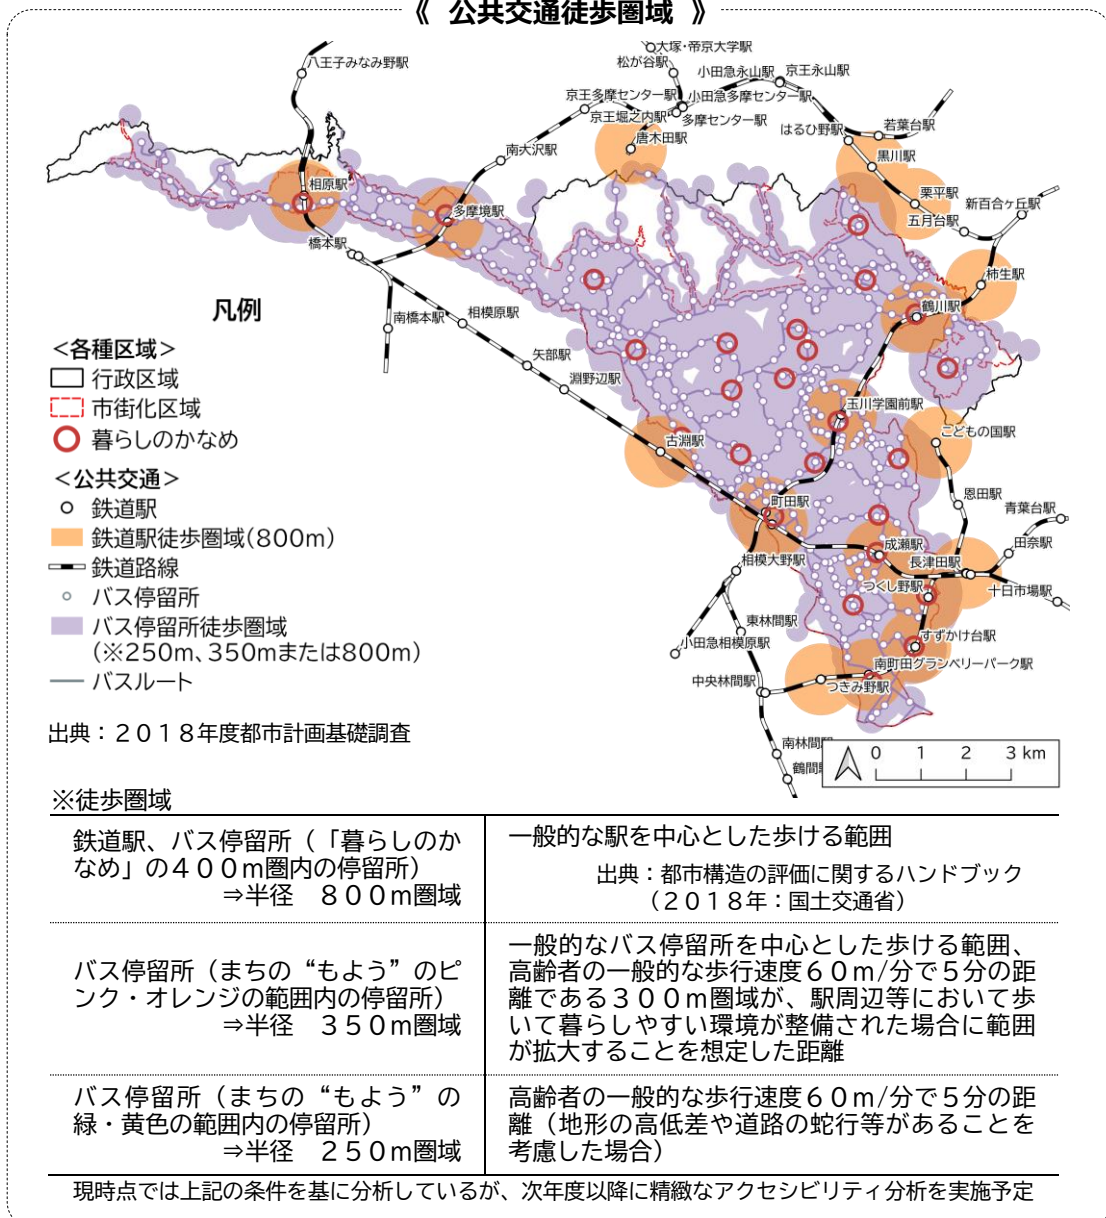 《 公共交通徒歩圏域 》
八王子みなみ野駅
大塚・帝京大学駅
松が谷駅
小田急永山駅
京王永山駅
京王多摩センター駅
小田急多摩センター駅
京王堀之内駅
多摩センター駅
はるひ野駅
若葉台駅
唐木田駅
黒川駅
南大沢駅
相原駅
栗平駅
新百合ヶ丘駅
多摩境駅
五月台駅
橋本駅
柿生駅
鶴川駅
南橋本駅
相模原駅
矢部駅
淵野辺駅
玉川学園前駅
古淵駅
こどもの国駅
町田駅
恩田駅
青葉台駅
成瀬駅
田奈駅
相模大野駅
長津田駅
つくし野駅
十日市場駅
東林間駅
小田急相模原駅
すずかけ台駅
南町田グランベリーパーク駅
中央林間駅
つきみ野駅
南林間駅
鶴間駅
凡例
＜各種区域＞
行政区域
市街化区域
暮らしのかなめ
＜公共交通＞
鉄道駅
鉄道駅徒歩圏域(800m)
鉄道路線
バス停留所
バス停留所徒歩圏域
(※250m、350mまたは800m)
バスルート
出典：２０１８年度都市計画基礎調査
0 1 2 3 km
※徒歩圏域
鉄道駅、バス停留所（「暮らしのか
なめ」の４００ｍ圏内の停留所）
⇒半径　８００ｍ圏域
一般的な駅を中心とした歩ける範囲
出典：都市構造の評価に関するハンドブック
（２０１８年：国土交通省）
バス停留所（まちの“もよう”のピ
ンク・オレンジの範囲内の停留所）
⇒半径　３５０ｍ圏域
一般的なバス停留所を中心とした歩ける範囲、
高齢者の一般的な歩行速度６０ｍ/分で５分の距
離である３００ｍ圏域が、駅周辺等において歩
いて暮らしやすい環境が整備された場合に範囲
が拡大することを想定した距離
バス停留所（まちの“もよう”の
緑・黄色の範囲内の停留所）
⇒半径　２５０ｍ圏域
高齢者の一般的な歩行速度６０ｍ/分で５分の距
離（地形の高低差や道路の蛇行等があることを
考慮した場合）
現時点では上記の条件を基に分析しているが、次年度以降に精緻なアクセシビリティ分析を実施予定